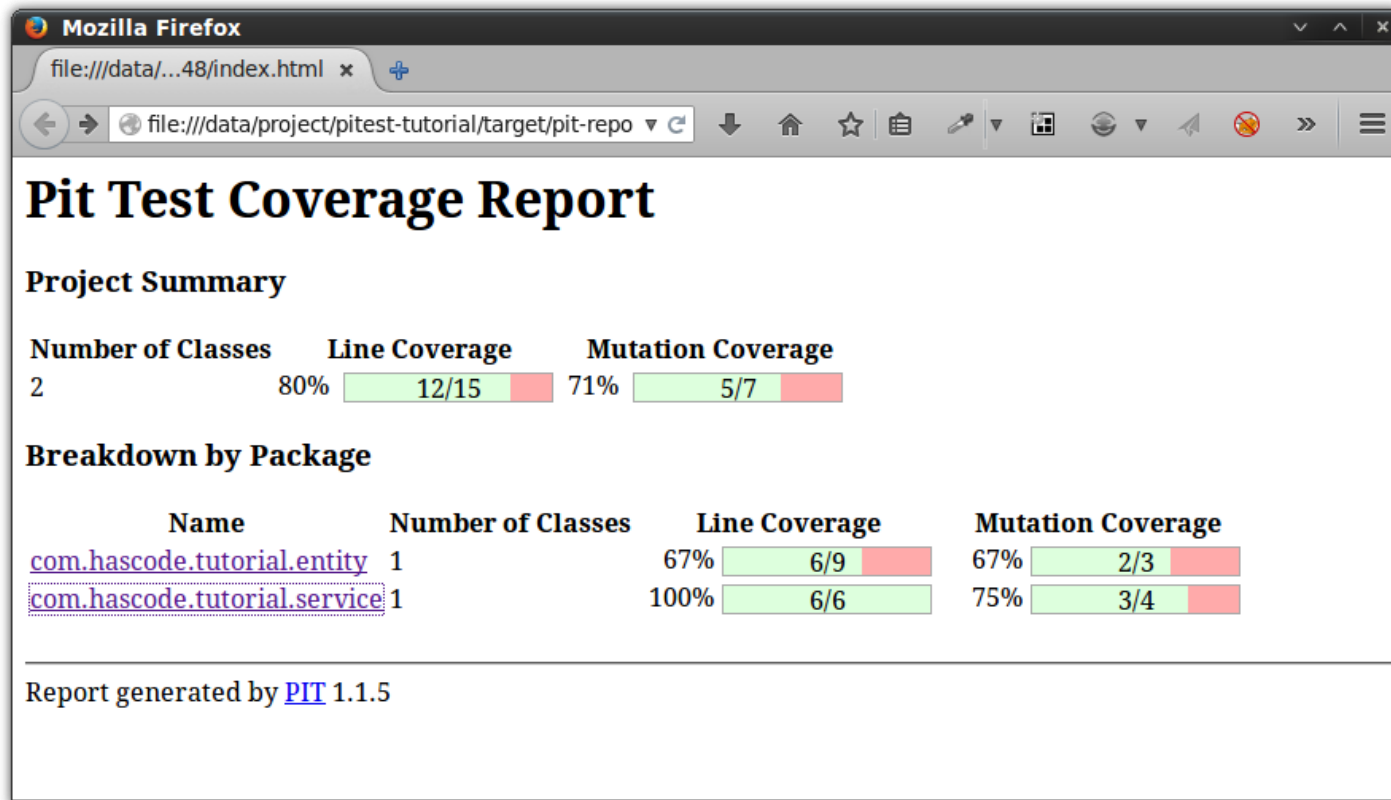 Mozilla Firefox
file:///data/...48/index.html
file:///data/project/pitest-tutorial/target/pit-repo
Pit Test Coverage Report
Project Summary
Number of Classes Line Coverage Mutation Coverage
2 80% 12/15 71% 5/7
Breakdown by Package
Name Number of Classes Line Coverage Mutation Coverage
com.hascode.tutorial.entity 1 67% 6/9 67% 2/3
com.hascode.tutorial.service 1 100% 6/6 75% 3/4
Report generated by PIT 1.1.5